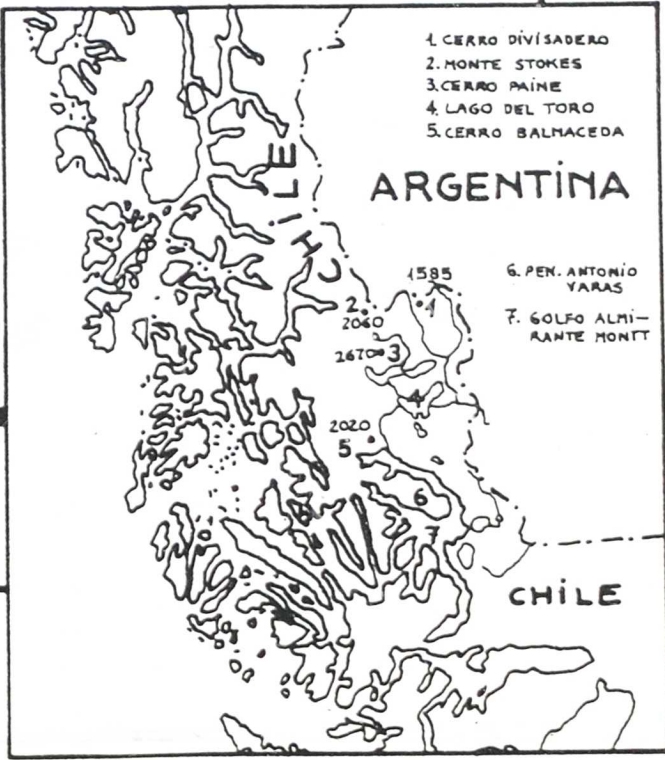 1. CERRO DIVISADERO
2. MONTE STOKES
3. CERRO PAINE
4. LAGO DEL TORO
5. CERRO BALMACEDA
ARGENTINA
CHILE
6. PEN. ANTONIO
VARAS
7. GOLFO ALMI-
RANTE MONTT
1585
1
2
2060
2670
3
4
2020
5
6
7
CHILE